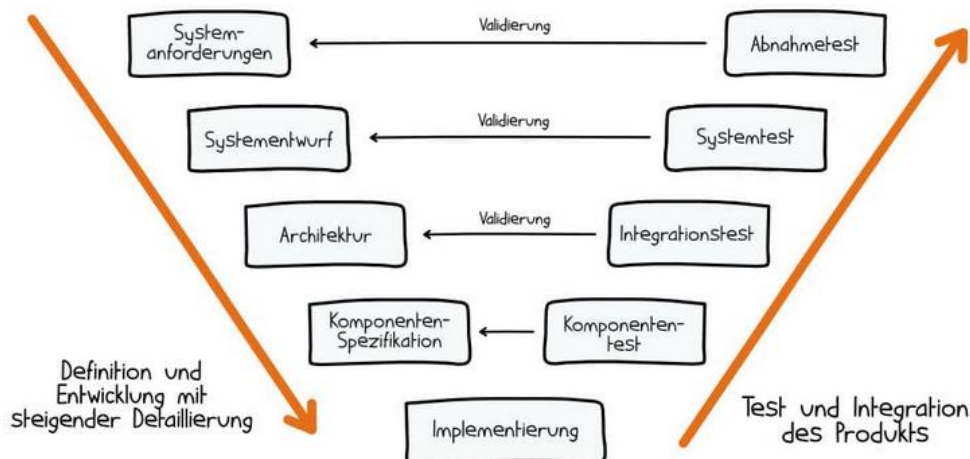 System-
anforderungen
Validierung
Abnahmetest
Systementwurf
Validierung
Systemtest
Architektur
Validierung
Integrationstest
Komponenten-
Spezifikation
Komponenten-
test
Definition und
Entwicklung mit
steigender Detaillierung
Implementierung
Test und Integration
des Produkts